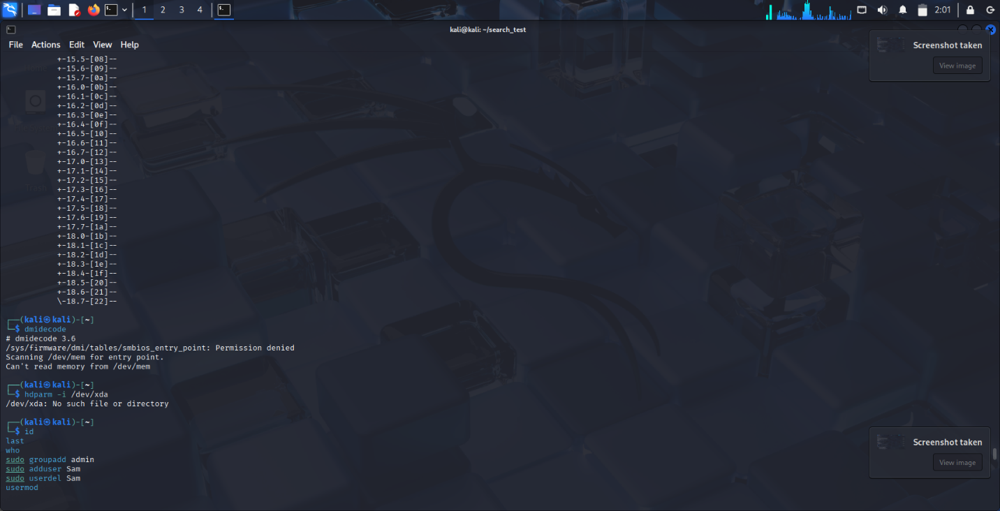 1 2 3 4 2:01
kali@kali: ~/search_test
File Actions Edit View Help
Screenshot taken
View image
+-15.5-[08]--
+-15.6-[09]--
+-15.7-[0a]--
+-16.0-[0b]--
+-16.1-[0c]--
+-16.2-[0d]--
+-16.3-[0e]--
+-16.4-[0f]--
+-16.5-[10]--
+-16.6-[11]--
+-16.7-[12]--
+-17.0-[13]--
+-17.1-[14]--
+-17.2-[15]--
+-17.3-[16]--
+-17.4-[17]--
+-17.5-[18]--
+-17.6-[19]--
+-17.7-[1a]--
+-18.0-[1b]--
+-18.1-[1c]--
+-18.2-[1d]--
+-18.3-[1e]--
+-18.4-[1f]--
+-18.5-[20]--
+-18.6-[21]--
\-18.7-[22]--
┌──(kali㉿kali)-[~]
└─$ dmidecode
# dmidecode 3.6
/sys/firmware/dmi/tables/smbios_entry_point: Permission denied
Scanning /dev/mem for entry point.
Can't read memory from /dev/mem
┌──(kali㉿kali)-[~]
└─$ hdparm -i /dev/xda
/dev/xda: No such file or directory
┌──(kali㉿kali)-[~]
└─$ id
last
who
sudo groupadd admin
sudo adduser Sam
sudo userdel Sam
usermod
Screenshot taken
View image